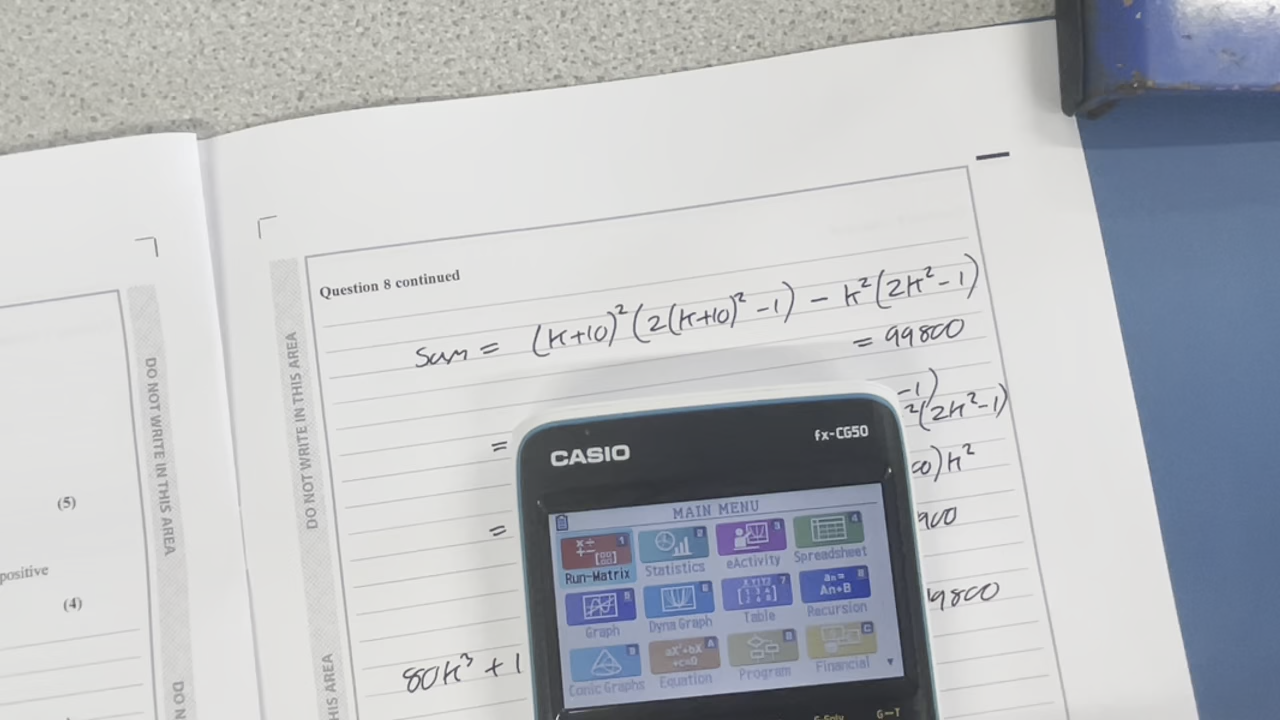 Question 8 continued
Sum = (k+10)²(2(k+10)²-1) - k²(2k²-1)
= 99800
-1)
=
²(2k²-1)
)k²
=
900
9800
80k³ + 1
DO NOT WRITE IN THIS AREA
DO NOT WRITE IN THIS AREA
HIS AREA
DO N
(5)
positive
(4)
CASIO
fx-CG50
MAIN MENU
Run-Matrix
Statistics
eActivity
Spreadsheet
Graph
Dyna Graph
Table
Recursion
Conic Graphs
Equation
Program
Financial
G↔T